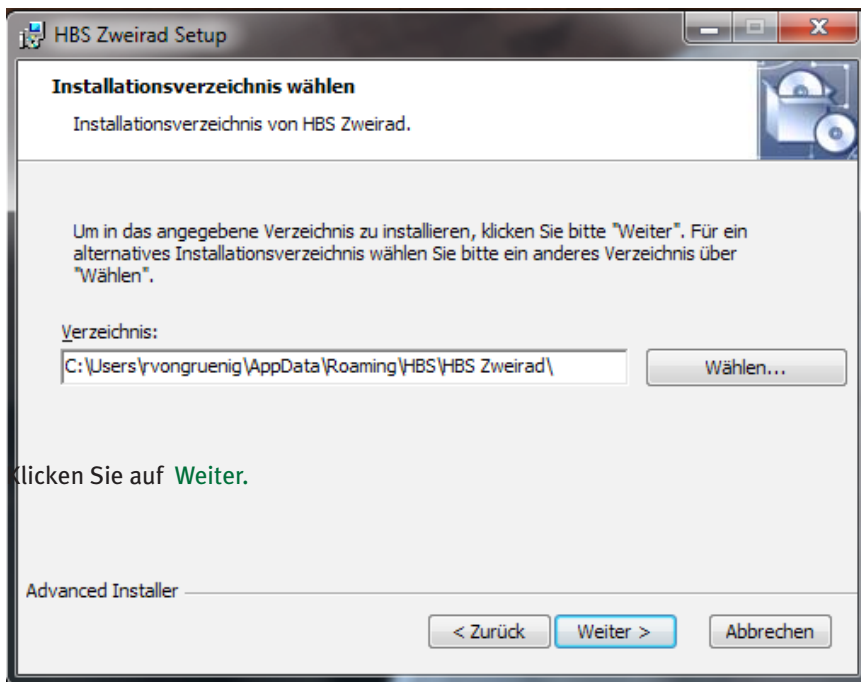 HBS Zweirad Setup
Installationsverzeichnis wählen
Installationsverzeichnis von HBS Zweirad.
Um in das angegebene Verzeichnis zu installieren, klicken Sie bitte "Weiter". Für ein
alternatives Installationsverzeichnis wählen Sie bitte ein anderes Verzeichnis über
"Wählen".
Verzeichnis:
C:\Users\rvongruenig\AppData\Roaming\HBS\HBS Zweirad\
Wählen...
Klicken Sie auf Weiter.
Advanced Installer
< Zurück
Weiter >
Abbrechen